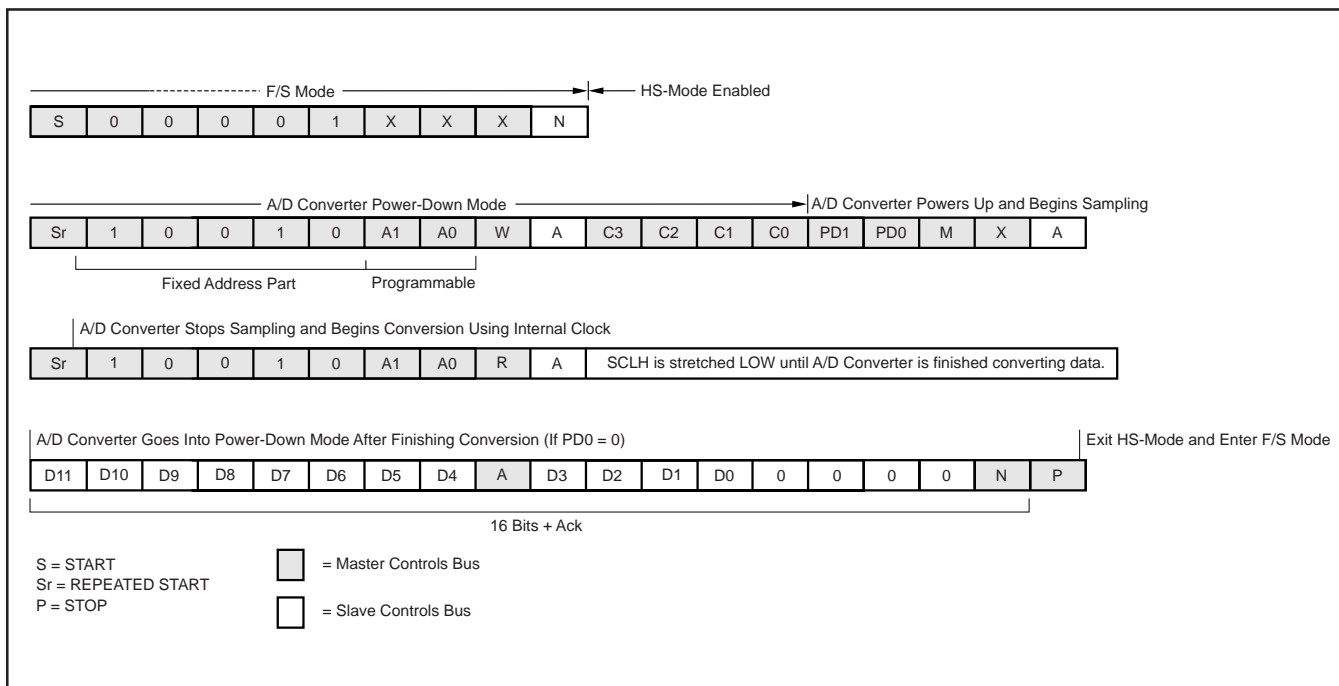 F/S Mode HS-Mode Enabled
S 0 0 0 0 1 X X X N
A/D Converter Power-Down Mode A/D Converter Powers Up and Begins Sampling
Sr 1 0 0 1 0 A1 A0 W A C3 C2 C1 C0 PD1 PD0 M X A
Fixed Address Part Programmable
A/D Converter Stops Sampling and Begins Conversion Using Internal Clock
Sr 1 0 0 1 0 A1 A0 R A SCLH is stretched LOW until A/D Converter is finished converting data.
A/D Converter Goes Into Power-Down Mode After Finishing Conversion (If PD0 = 0) Exit HS-Mode and Enter F/S Mode
D11 D10 D9 D8 D7 D6 D5 D4 A D3 D2 D1 D0 0 0 0 0 N P
16 Bits + Ack
S = START = Master Controls Bus
Sr = REPEATED START
P = STOP = Slave Controls Bus